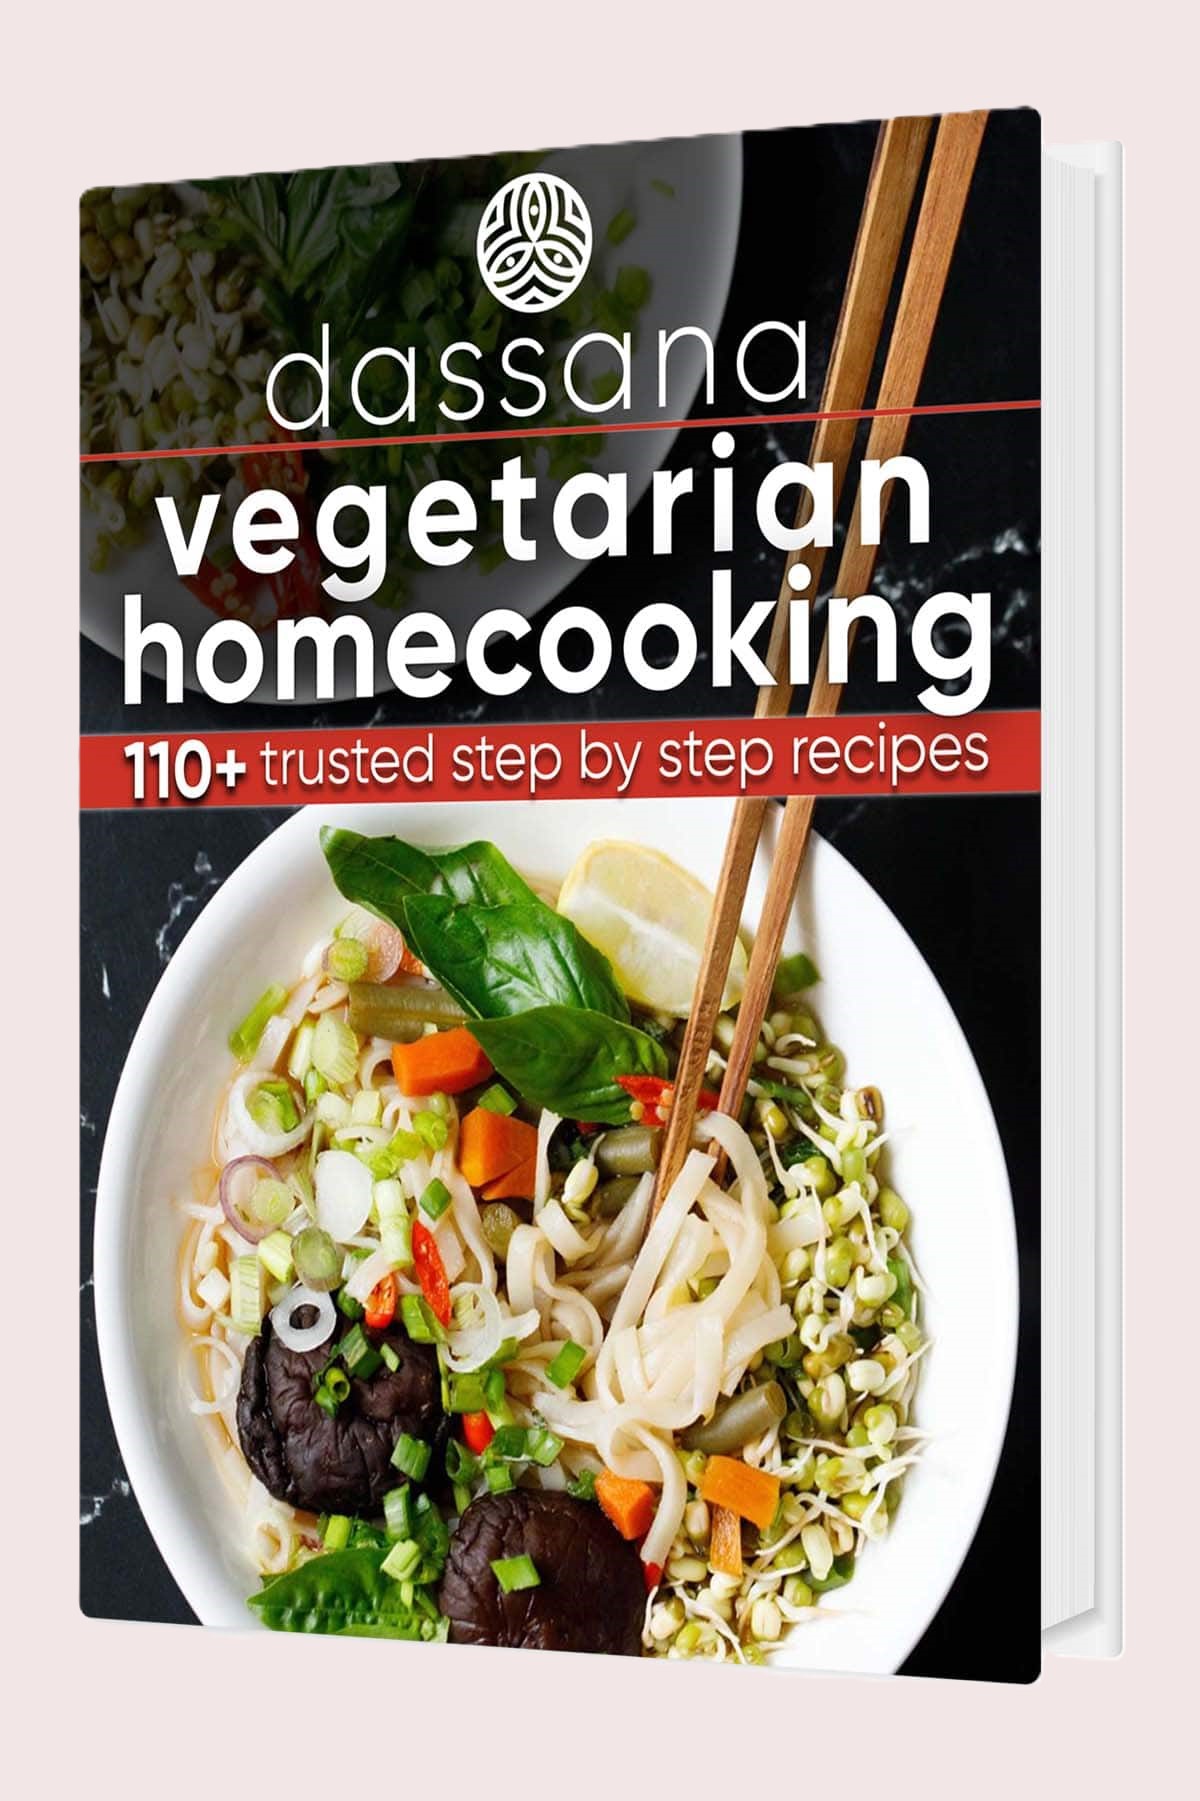 dassana
vegetarian
homecooking
110+ trusted step by step recipes